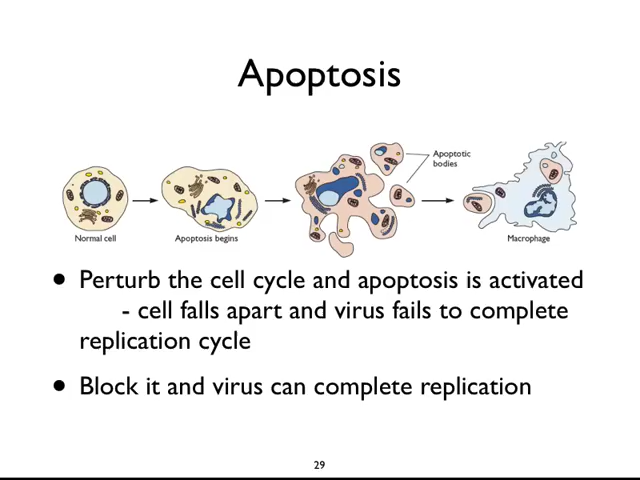 Apoptosis
Apoptotic
bodies
Normal cell
Apoptosis begins
Macrophage
• Perturb the cell cycle and apoptosis is activated
- cell falls apart and virus fails to complete
replication cycle
• Block it and virus can complete replication
29